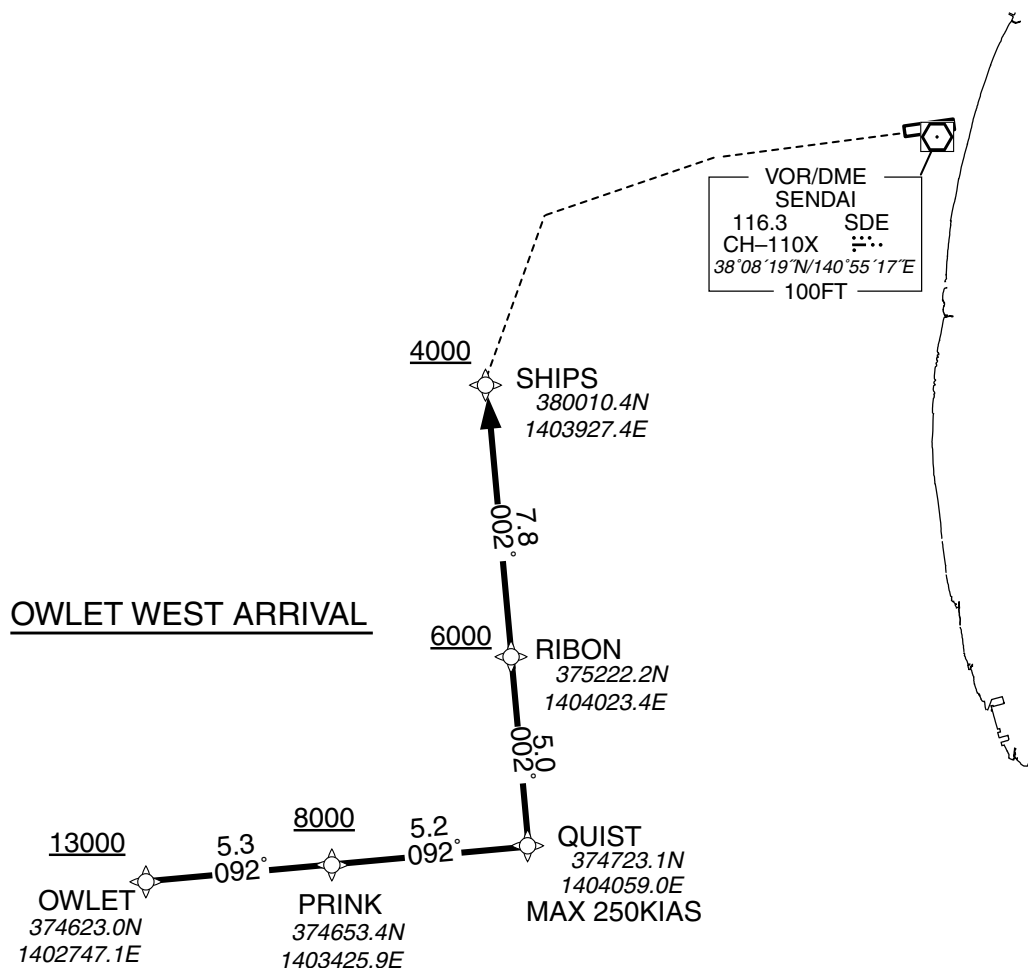 VOR/DME
SENDAI
116.3 SDE
CH–110X
38°08´19˝N/140°55´17˝E
100FT
4000
SHIPS
380010.4N
1403927.4E
7.8
002°
OWLET WEST ARRIVAL
6000
RIBON
375222.2N
1404023.4E
5.0
002°
13000
5.3
092°
8000
5.2
092°
QUIST
374723.1N
1404059.0E
MAX 250KIAS
OWLET
374623.0N
1402747.1E
PRINK
374653.4N
1403425.9E